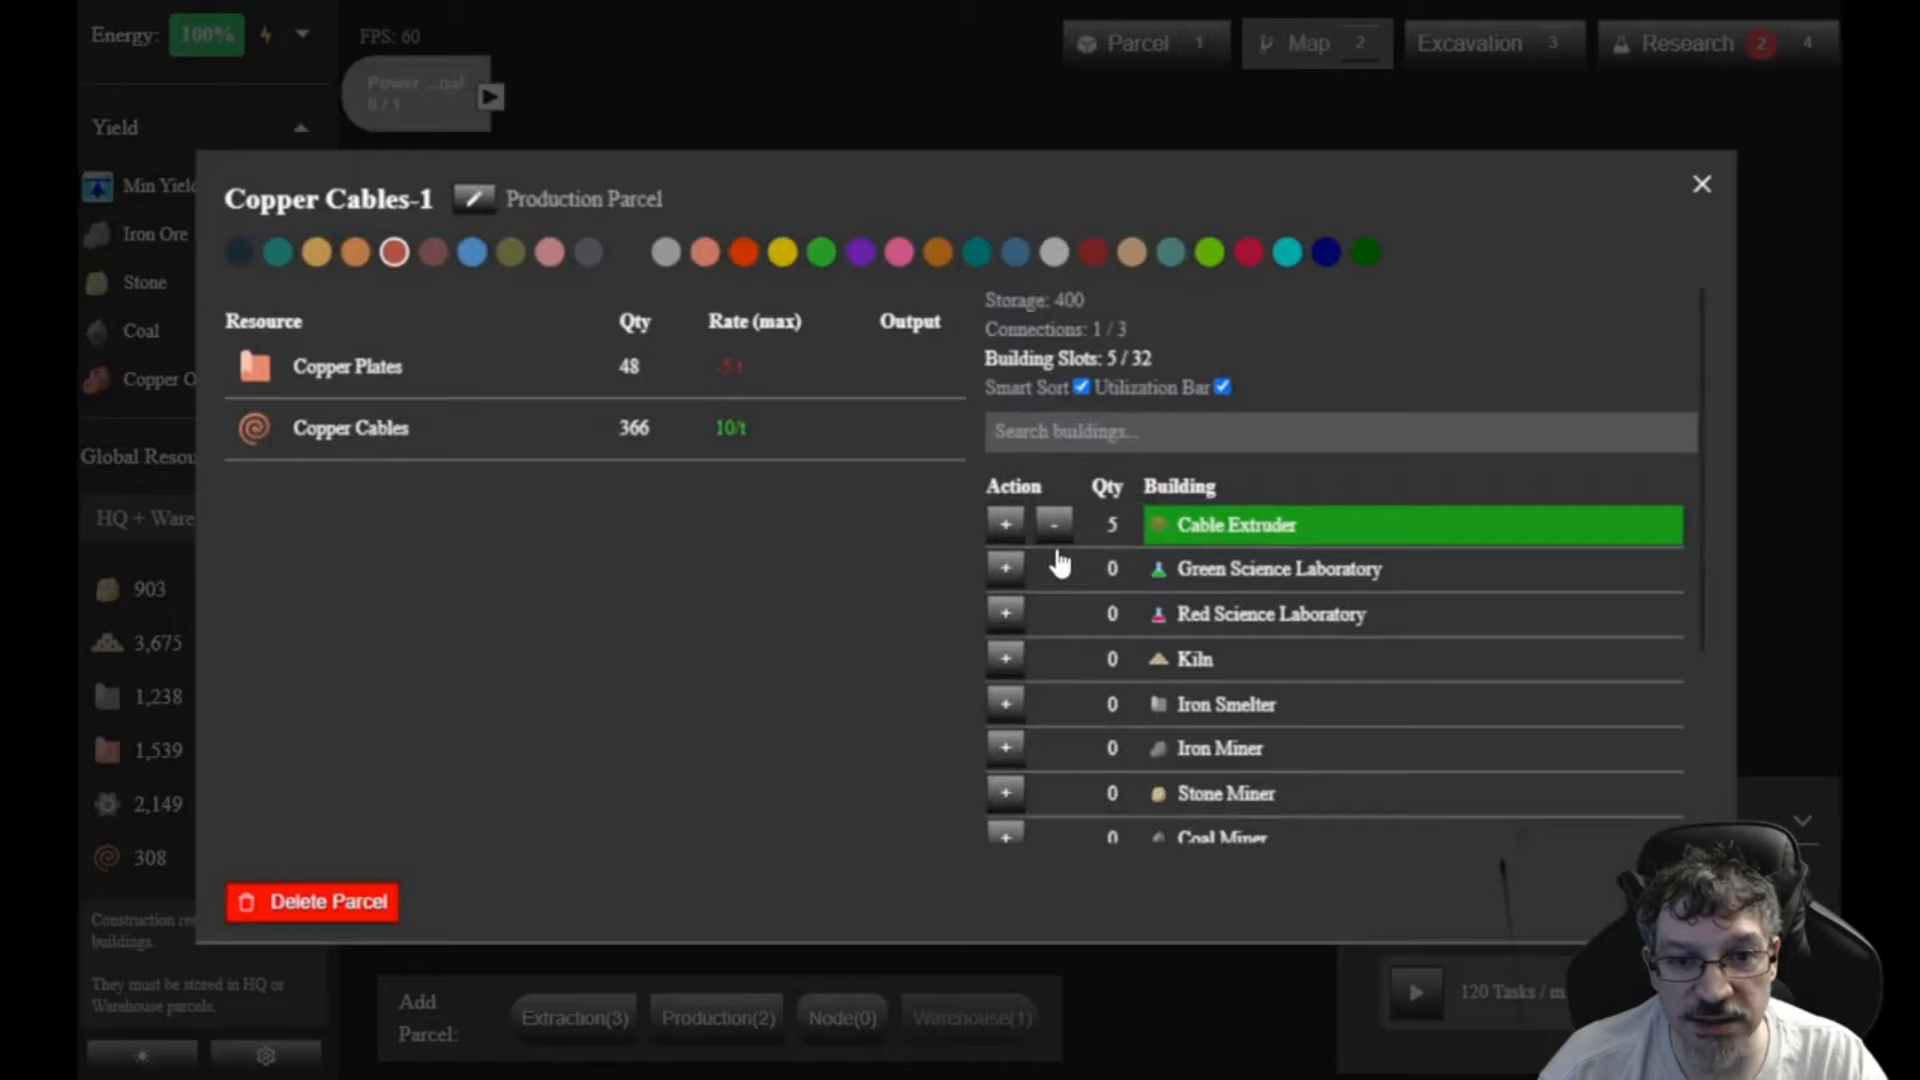 Energy: 100%
FPS: 60
Parcel 1
Map 2
Excavation 3
Research 2 4
Power ...oal
0 / 1
Yield
Min Yield
Iron Ore
Stone
Coal
Copper O
Global Resou
HQ + Ware
903
3,675
1,238
1,539
2,149
308
Construction res
buildings.
They must be stored in HQ or
Warehouse parcels.
Copper Cables-1
Production Parcel
Resource Qty Rate (max) Output
Copper Plates 48 -5/t
Copper Cables 366 10/t
Delete Parcel
Storage: 400
Connections: 1 / 3
Building Slots: 5 / 32
Smart Sort Utilization Bar
Search buildings...
Action Qty Building
+ - 5 Cable Extruder
+ 0 Green Science Laboratory
+ 0 Red Science Laboratory
+ 0 Kiln
+ 0 Iron Smelter
+ 0 Iron Miner
+ 0 Stone Miner
+ 0 Coal Miner
Add
Parcel:
Extraction(3)
Production(2)
Node(0)
Warehouse(1)
120 Tasks / m